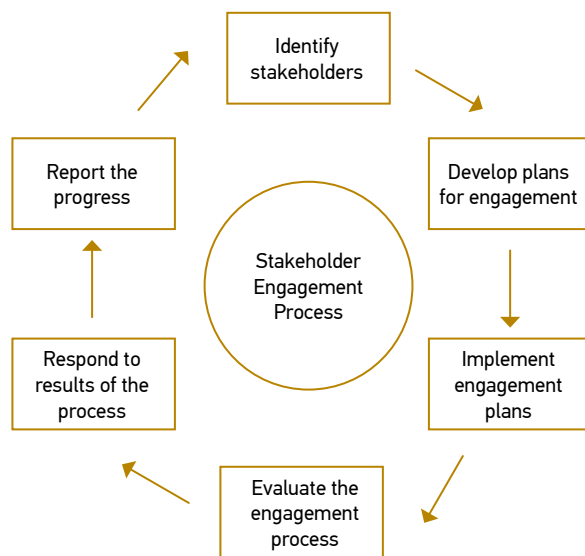 Identify
stakeholders
Develop plans
for engagement
Implement
engagement
plans
Evaluate the
engagement
process
Respond to
results of the
process
Report the
progress
Stakeholder
Engagement
Process